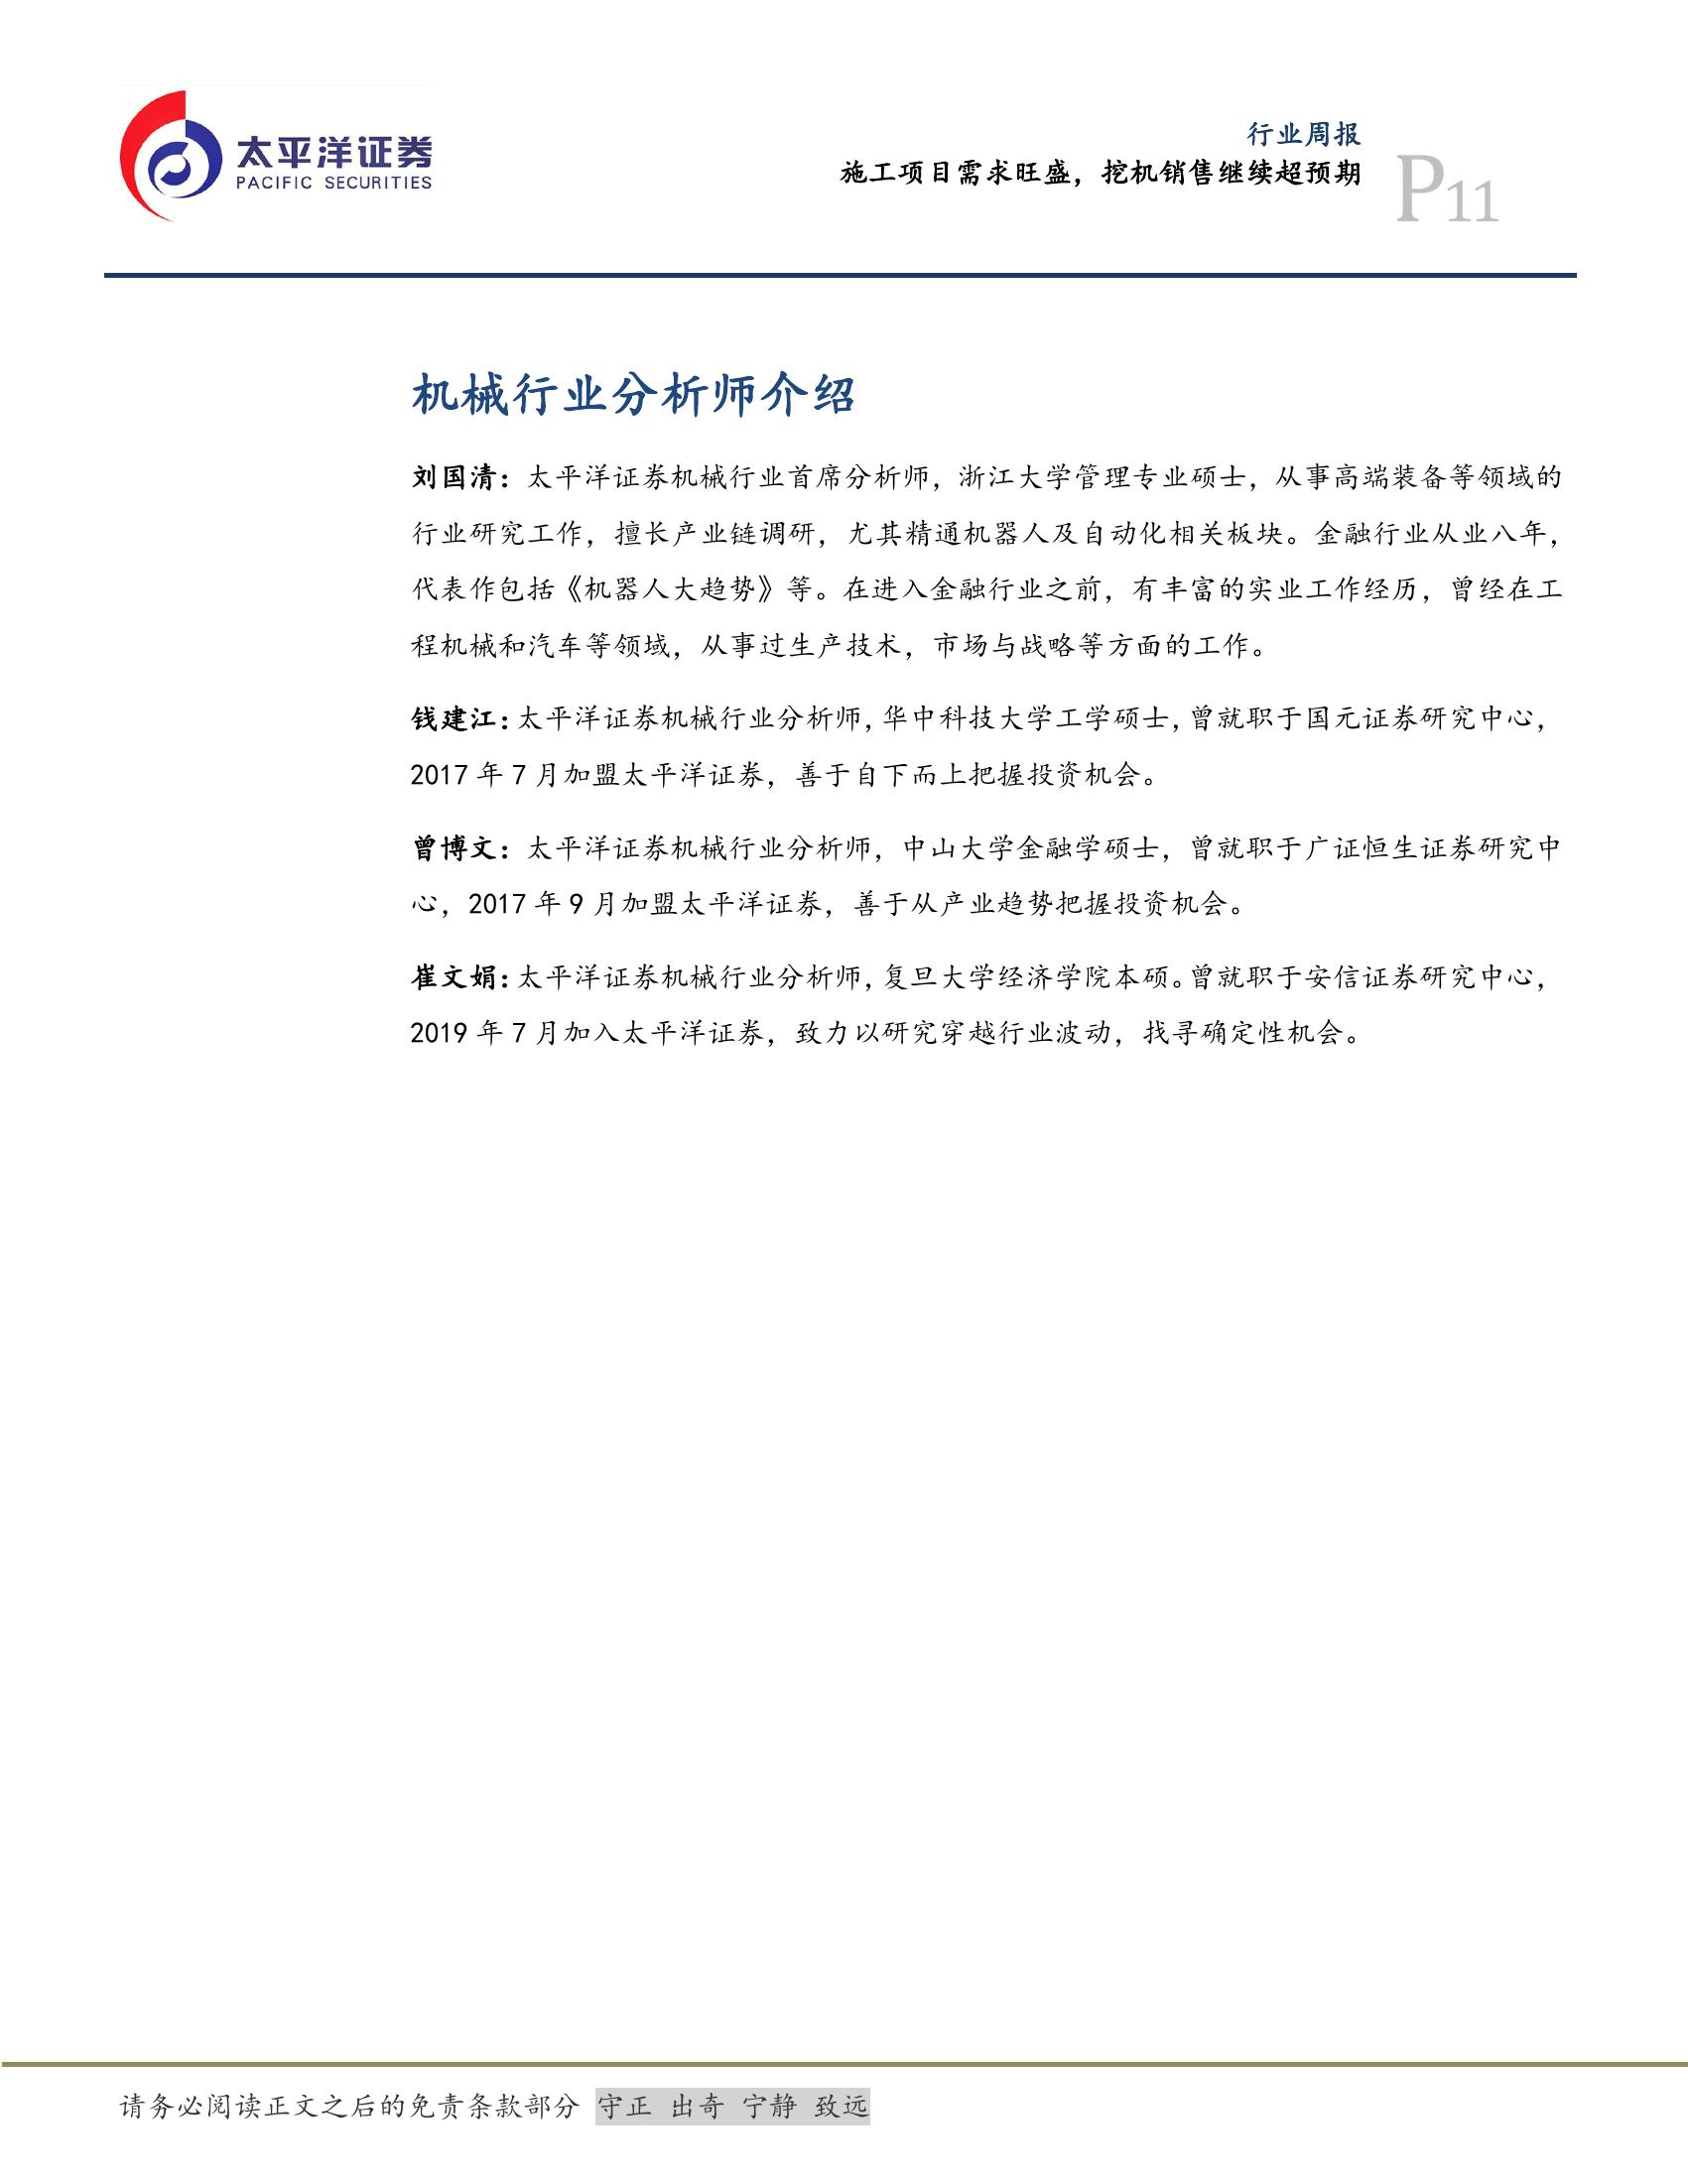 太平洋证券
PACIFIC SECURITIES
行业周报
施工项目需求旺盛，挖机销售继续超预期
P11
机械行业分析师介绍
刘国清：太平洋证券机械行业首席分析师，浙江大学管理专业硕士，从事高端装备等领域的
行业研究工作，擅长产业链调研，尤其精通机器人及自动化相关板块。金融行业从业八年，
代表作包括《机器人大趋势》等。在进入金融行业之前，有丰富的实业工作经历，曾经在工
程机械和汽车等领域，从事过生产技术，市场与战略等方面的工作。
钱建江：太平洋证券机械行业分析师，华中科技大学工学硕士，曾就职于国元证券研究中心，
2017 年 7 月加盟太平洋证券，善于自下而上把握投资机会。
曾博文：太平洋证券机械行业分析师，中山大学金融学硕士，曾就职于广证恒生证券研究中
心，2017 年 9 月加盟太平洋证券，善于从产业趋势把握投资机会。
崔文娟：太平洋证券机械行业分析师，复旦大学经济学院本硕。曾就职于安信证券研究中心，
2019 年 7 月加入太平洋证券，致力以研究穿越行业波动，找寻确定性机会。
请务必阅读正文之后的免责条款部分 守正 出奇 宁静 致远